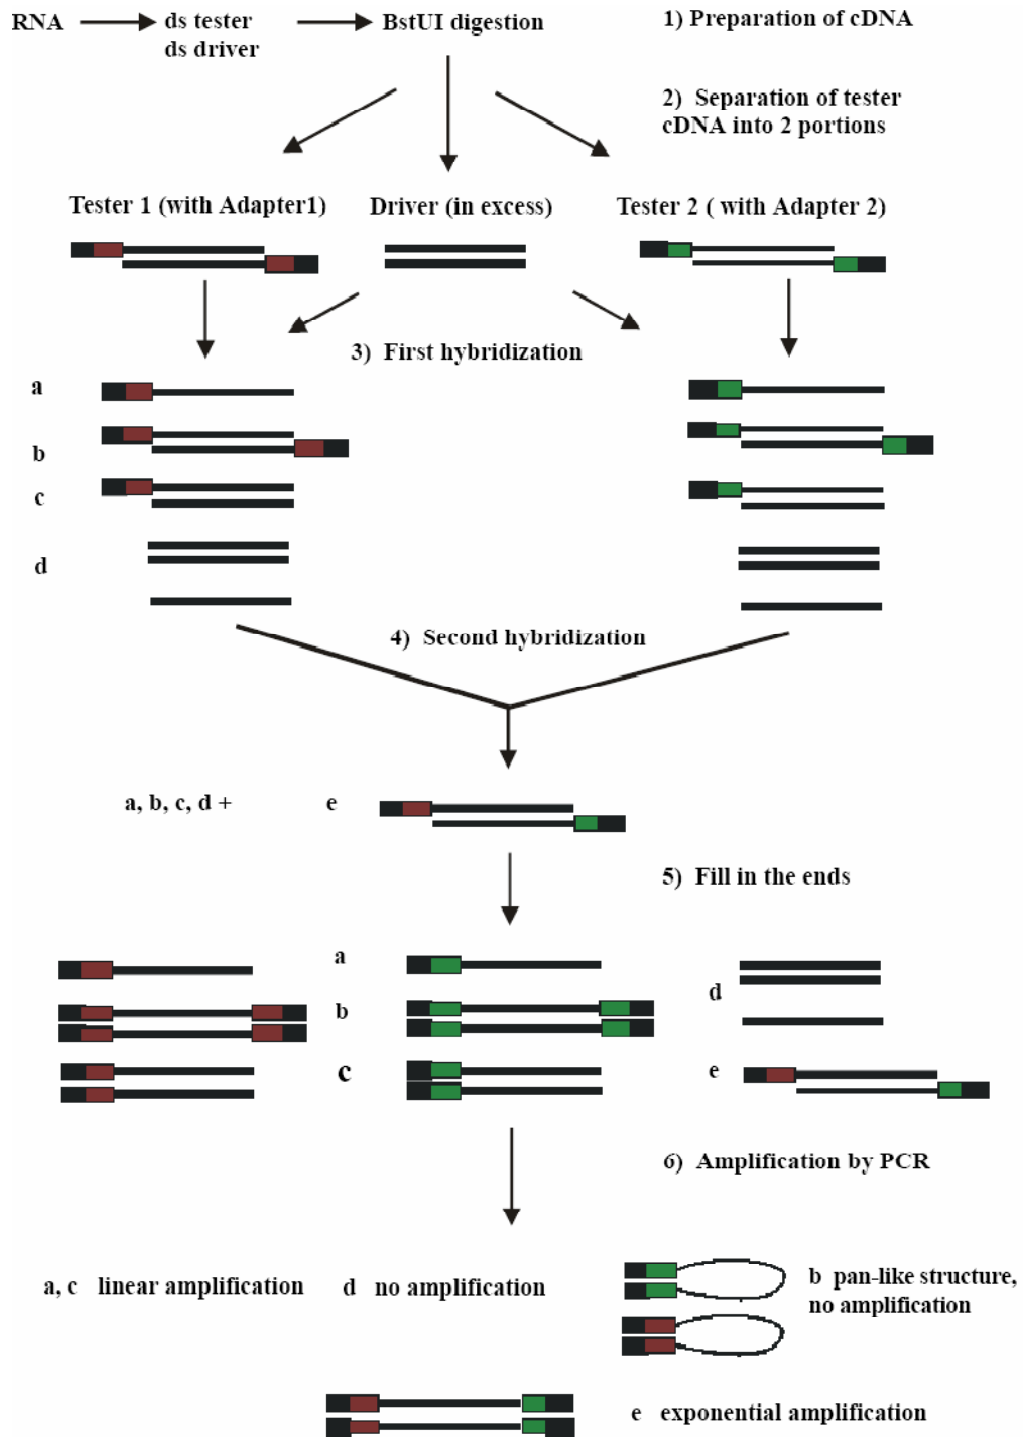 RNA
ds tester
ds driver
BstUI digestion
1) Preparation of cDNA
2) Separation of tester
cDNA into 2 portions
Tester 1 (with Adapter1)
Driver (in excess)
Tester 2 ( with Adapter 2)
3) First hybridization
a
b
c
d
4) Second hybridization
a, b, c, d +
e
5) Fill in the ends
a
b
c
d
e
6) Amplification by PCR
a, c linear amplification
d no amplification
b pan-like structure,
no amplification
e exponential amplification